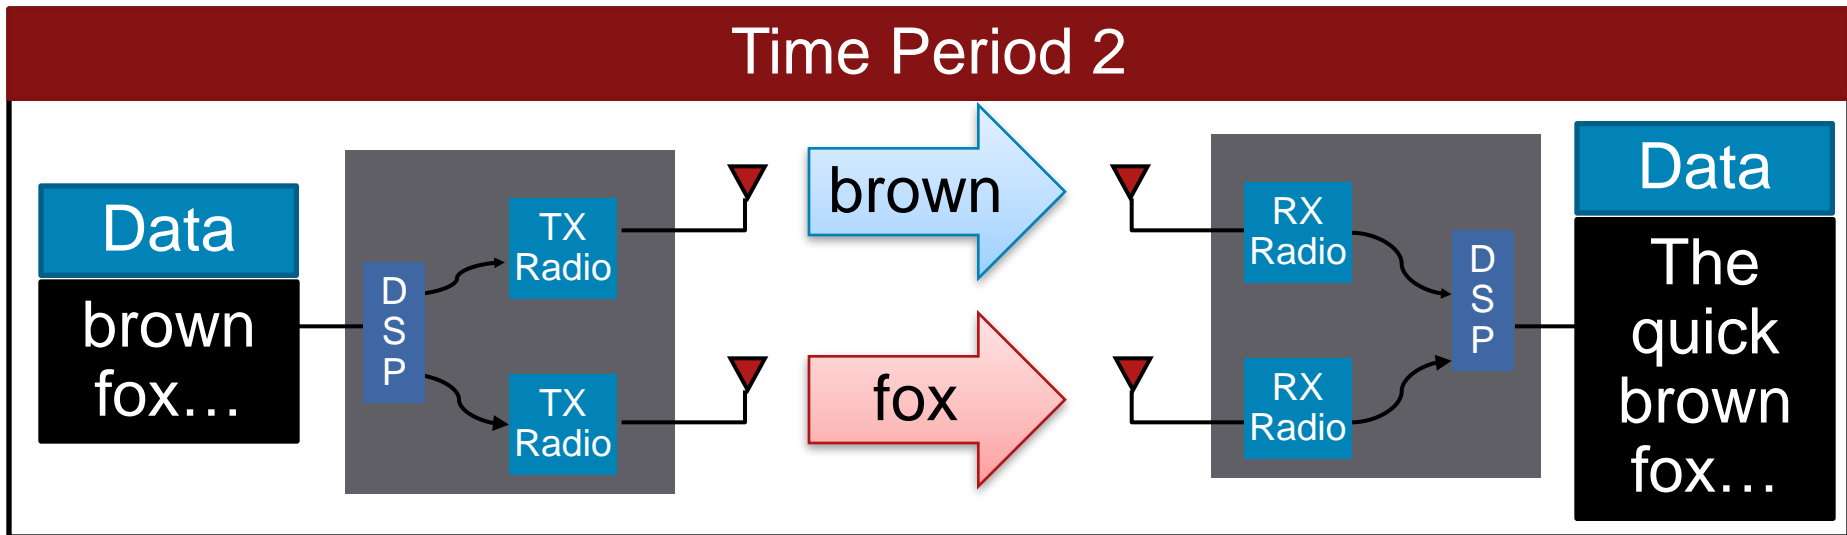 Time Period 2
Data
brown
fox…
D
S
P
TX
Radio
TX
Radio
brown
fox
RX
Radio
RX
Radio
D
S
P
Data
The
quick
brown
fox…